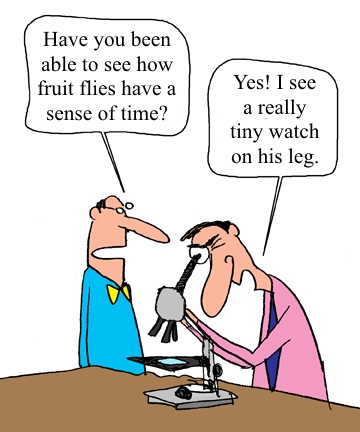 Have you been
able to see how
fruit flies have a
sense of time?
Yes! I see
a really
tiny watch
on his leg.